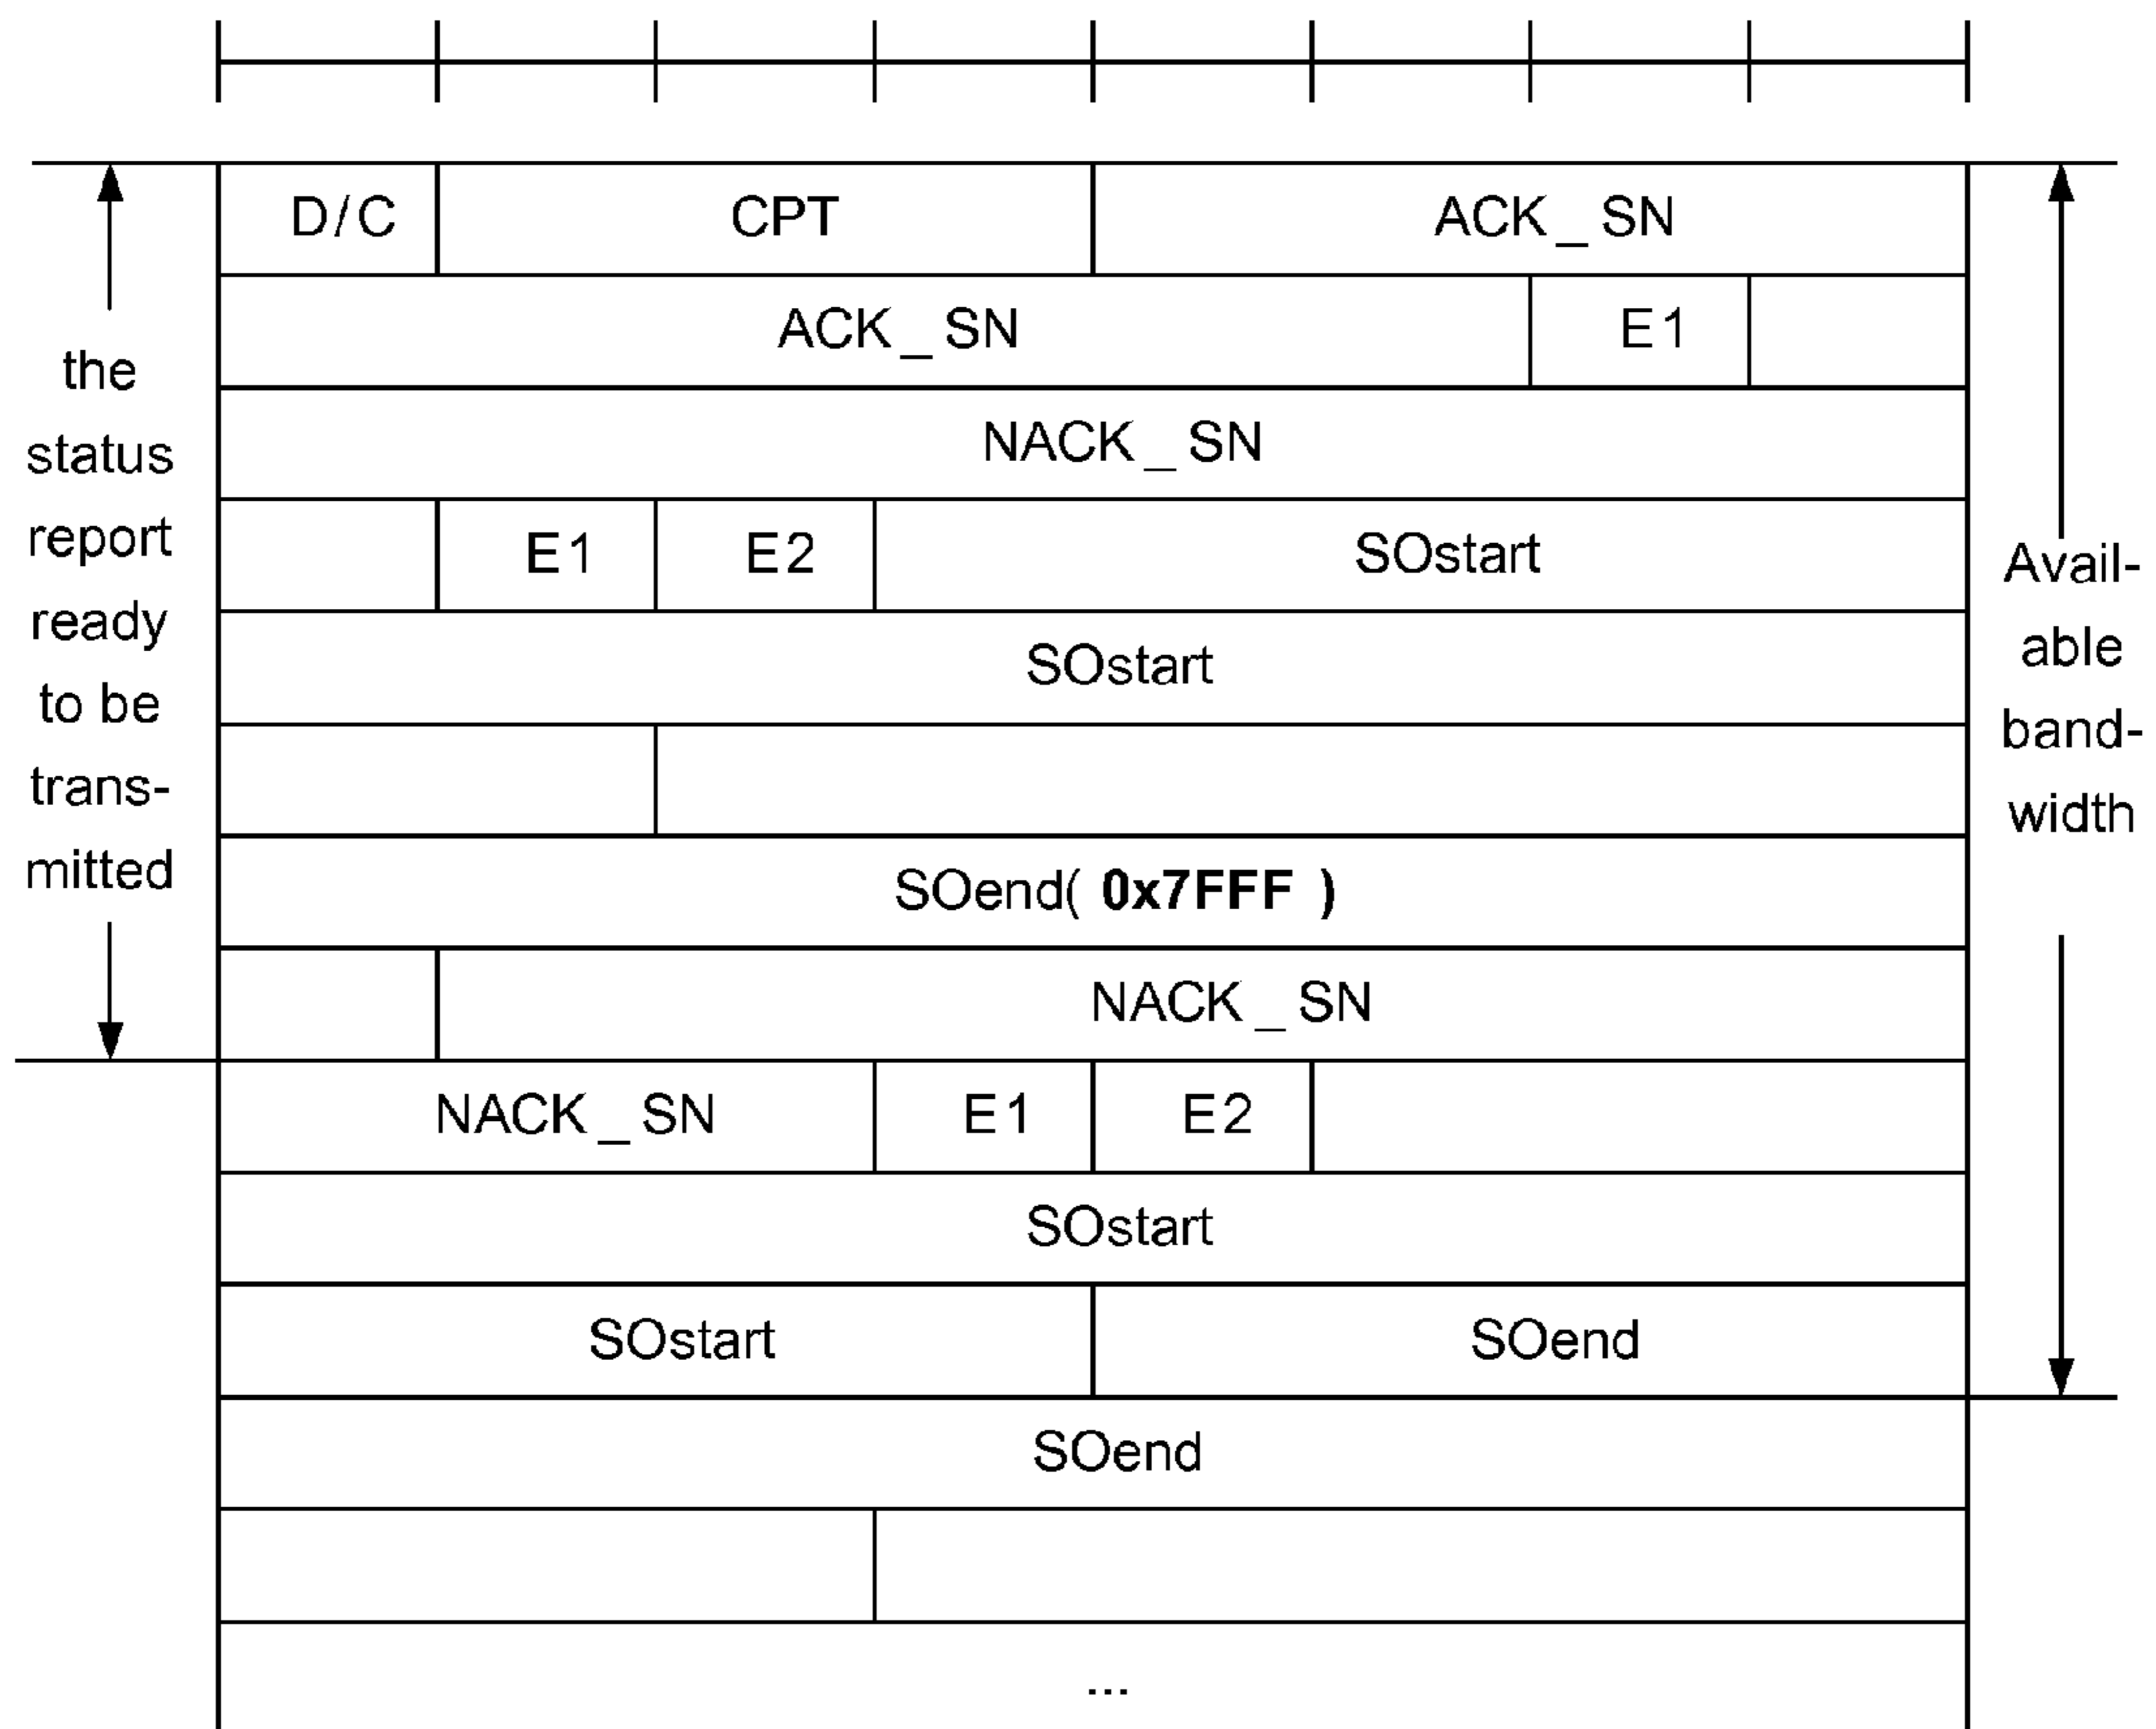 D/C CPT ACK_SN
ACK_SN E1
NACK_SN
E1 E2 SOstart
SOstart
SOend( 0x7FFF )
NACK_SN
NACK_SN E1 E2
SOstart
SOstart SOend
SOend
...
the
status
report
ready
to be
trans-
mitted
Avail-
able
band-
width